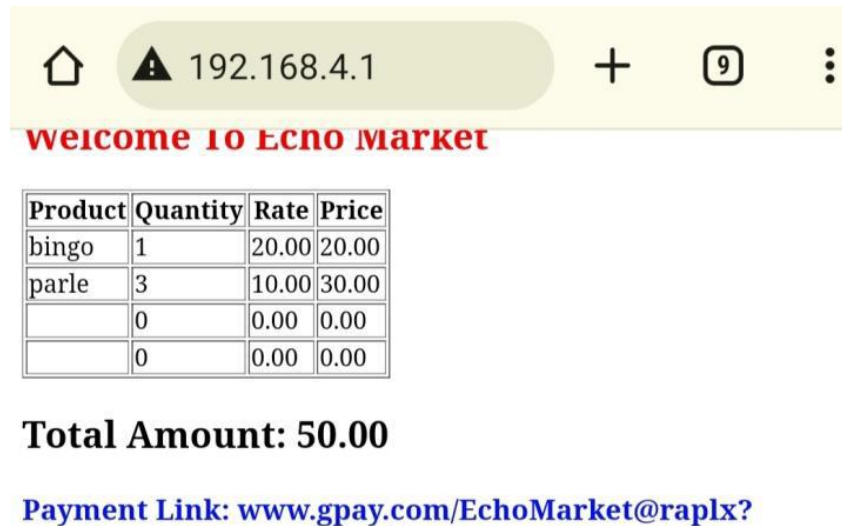 192.168.4.1
9
Welcome To Echo Market
Product Quantity Rate Price
bingo 1 20.00 20.00
parle 3 10.00 30.00
0 0.00 0.00
0 0.00 0.00
Total Amount: 50.00
Payment Link: www.gpay.com/EchoMarket@raplx?